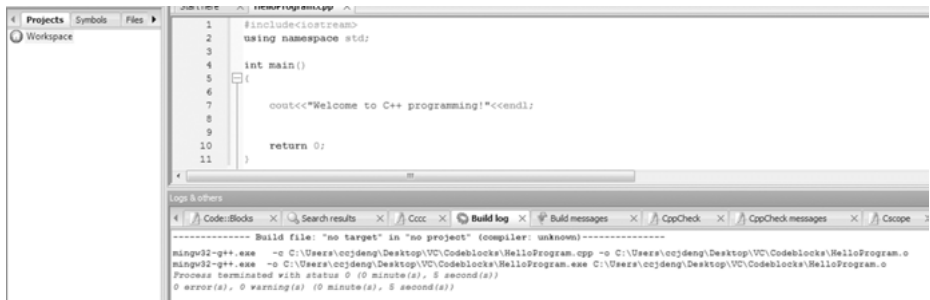 Projects Symbols Files
Workspace
Start here HelloProgram.cpp
1 #include<iostream>
2 using namespace std;
3
4 int main()
5 {
6
7 cout<<"Welcome to C++ programming!"<<endl;
8
9
10 return 0;
11 }
Logs & others
Code::Blocks Search results Cccc Build log Build messages CppCheck CppCheck messages Cscope
-------------- Build file: "no target" in "no project" (compiler: unknown)---------------
mingw32-g++.exe -c C:\Users\ccjdeng\Desktop\VC\Codeblocks\HelloProgram.cpp -o C:\Users\ccjdeng\Desktop\VC\Codeblocks\HelloProgram.o
mingw32-g++.exe -o C:\Users\ccjdeng\Desktop\VC\Codeblocks\HelloProgram.exe C:\Users\ccjdeng\Desktop\VC\Codeblocks\HelloProgram.o
Process terminated with status 0 (0 minute(s), 5 second(s))
0 error(s), 0 warning(s) (0 minute(s), 5 second(s))